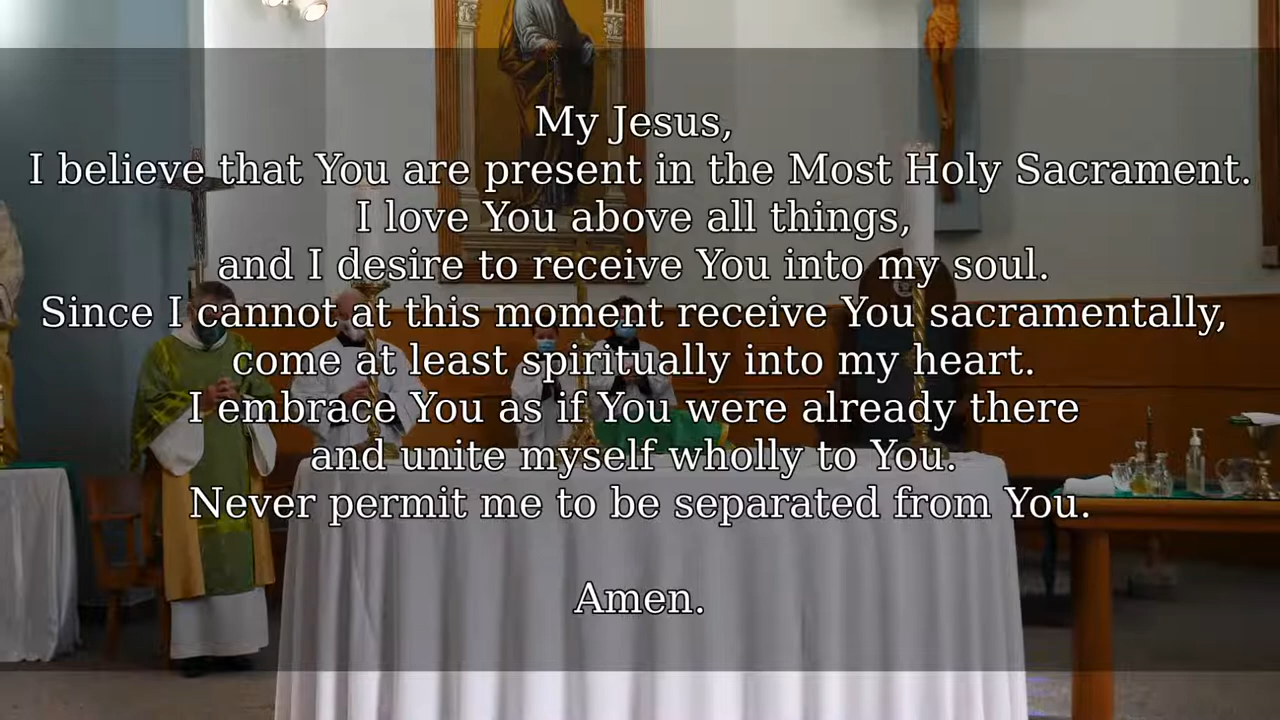 My Jesus,
I believe that You are present in the Most Holy Sacrament.
I love You above all things,
and I desire to receive You into my soul.
Since I cannot at this moment receive You sacramentally,
come at least spiritually into my heart.
I embrace You as if You were already there
and unite myself wholly to You.
Never permit me to be separated from You.
Amen.